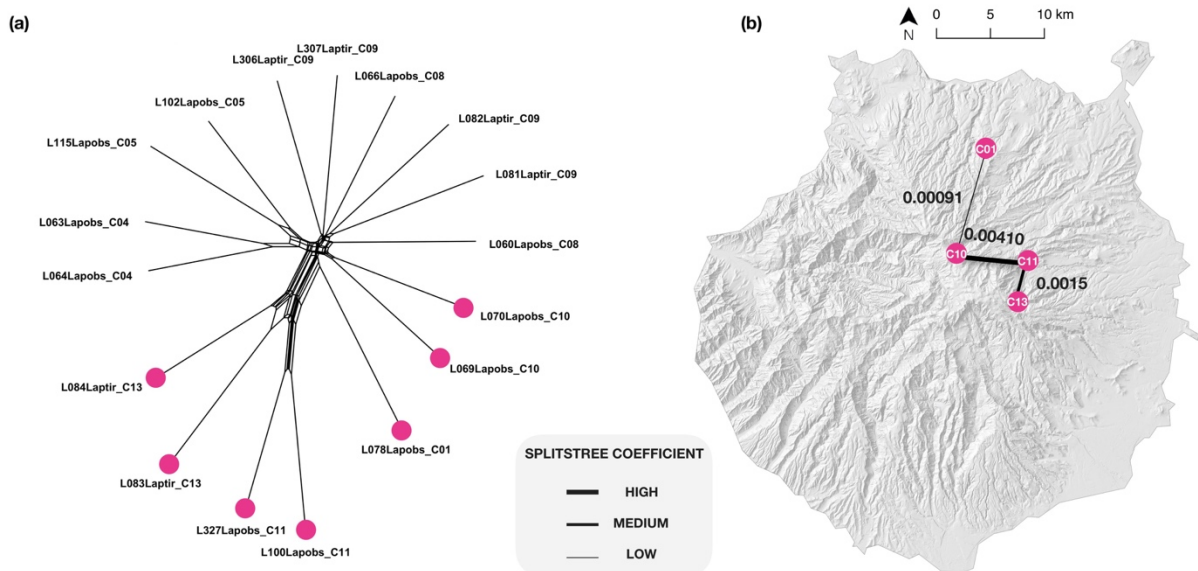 (a)
L307Laptir_C09
L306Laptir_C09
L066Lapobs_C08
L102Lapobs_C05
L082Laptir_C09
L115Lapobs_C05
L081Laptir_C09
L063Lapobs_C04
L060Lapobs_C08
L064Lapobs_C04
L070Lapobs_C10
L069Lapobs_C10
L084Laptir_C13
L078Lapobs_C01
L083Laptir_C13
L327Lapobs_C11
L100Lapobs_C11
SPLITSTREE COEFFICIENT
HIGH
MEDIUM
LOW
(b)
N
0 5 10 km
C01
0.00091
0.00410
C10
C11
0.0015
C13